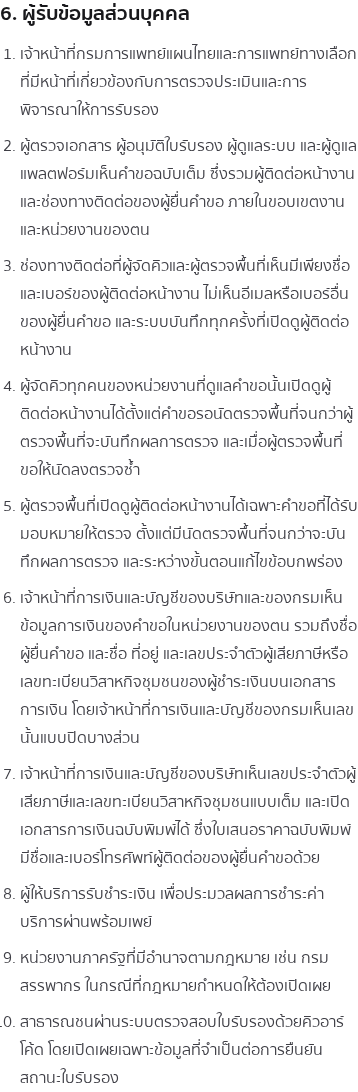 6. ผู้รับข้อมูลส่วนบุคคล
1. เจ้าหน้าที่กรมการแพทย์แผนไทยและการแพทย์ทางเลือก
ที่มีหน้าที่เกี่ยวข้องกับการตรวจประเมินและการ
พิจารณาให้การรับรอง
2. ผู้ตรวจเอกสาร ผู้อนุมัติใบรับรอง ผู้ดูแลระบบ และผู้ดูแล
แพลตฟอร์มเห็นคำขอฉบับเต็ม ซึ่งรวมผู้ติดต่อหน้างาน
และช่องทางติดต่อของผู้ยื่นคำขอ ภายในขอบเขตงาน
และหน่วยงานของตน
3. ช่องทางติดต่อที่ผู้จัดคิวและผู้ตรวจพื้นที่เห็นมีเพียงชื่อ
และเบอร์ของผู้ติดต่อหน้างาน ไม่เห็นอีเมลหรือเบอร์อื่น
ของผู้ยื่นคำขอ และระบบบันทึกทุกครั้งที่เปิดดูผู้ติดต่อ
หน้างาน
4. ผู้จัดคิวทุกคนของหน่วยงานที่ดูแลคำขอนั้นเปิดดูผู้
ติดต่อหน้างานได้ตั้งแต่คำขอรอนัดตรวจพื้นที่จนกว่าผู้
ตรวจพื้นที่จะบันทึกผลการตรวจ และเมื่อผู้ตรวจพื้นที่
ขอให้นัดลงตรวจซ้ำ
5. ผู้ตรวจพื้นที่เปิดดูผู้ติดต่อหน้างานได้เฉพาะคำขอที่ได้รับ
มอบหมายให้ตรวจ ตั้งแต่มีนัดตรวจพื้นที่จนกว่าจะบัน
ทึกผลการตรวจ และระหว่างขั้นตอนแก้ไขข้อบกพร่อง
6. เจ้าหน้าที่การเงินและบัญชีของบริษัทและของกรมเห็น
ข้อมูลการเงินของคำขอในหน่วยงานของตน รวมถึงชื่อ
ผู้ยื่นคำขอ และชื่อ ที่อยู่ และเลขประจำตัวผู้เสียภาษีหรือ
เลขทะเบียนวิสาหกิจชุมชนของผู้ชำระเงินบนเอกสาร
การเงิน โดยเจ้าหน้าที่การเงินและบัญชีของกรมเห็นเลข
นั้นแบบปิดบางส่วน
7. เจ้าหน้าที่การเงินและบัญชีของบริษัทเห็นเลขประจำตัวผู้
เสียภาษีและเลขทะเบียนวิสาหกิจชุมชนแบบเต็ม และเปิด
เอกสารการเงินฉบับพิมพ์ได้ ซึ่งใบเสนอราคาฉบับพิมพ์
มีชื่อและเบอร์โทรศัพท์ผู้ติดต่อของผู้ยื่นคำขอด้วย
8. ผู้ให้บริการรับชำระเงิน เพื่อประมวลผลการชำระค่า
บริการผ่านพร้อมเพย์
9. หน่วยงานภาครัฐที่มีอำนาจตามกฎหมาย เช่น กรม
สรรพากร ในกรณีที่กฎหมายกำหนดให้ต้องเปิดเผย
10. สาธารณชนผ่านระบบตรวจสอบใบรับรองด้วยคิวอาร์
โค้ด โดยเปิดเผยเฉพาะข้อมูลที่จำเป็นต่อการยืนยัน
สถานะใบรับรอง